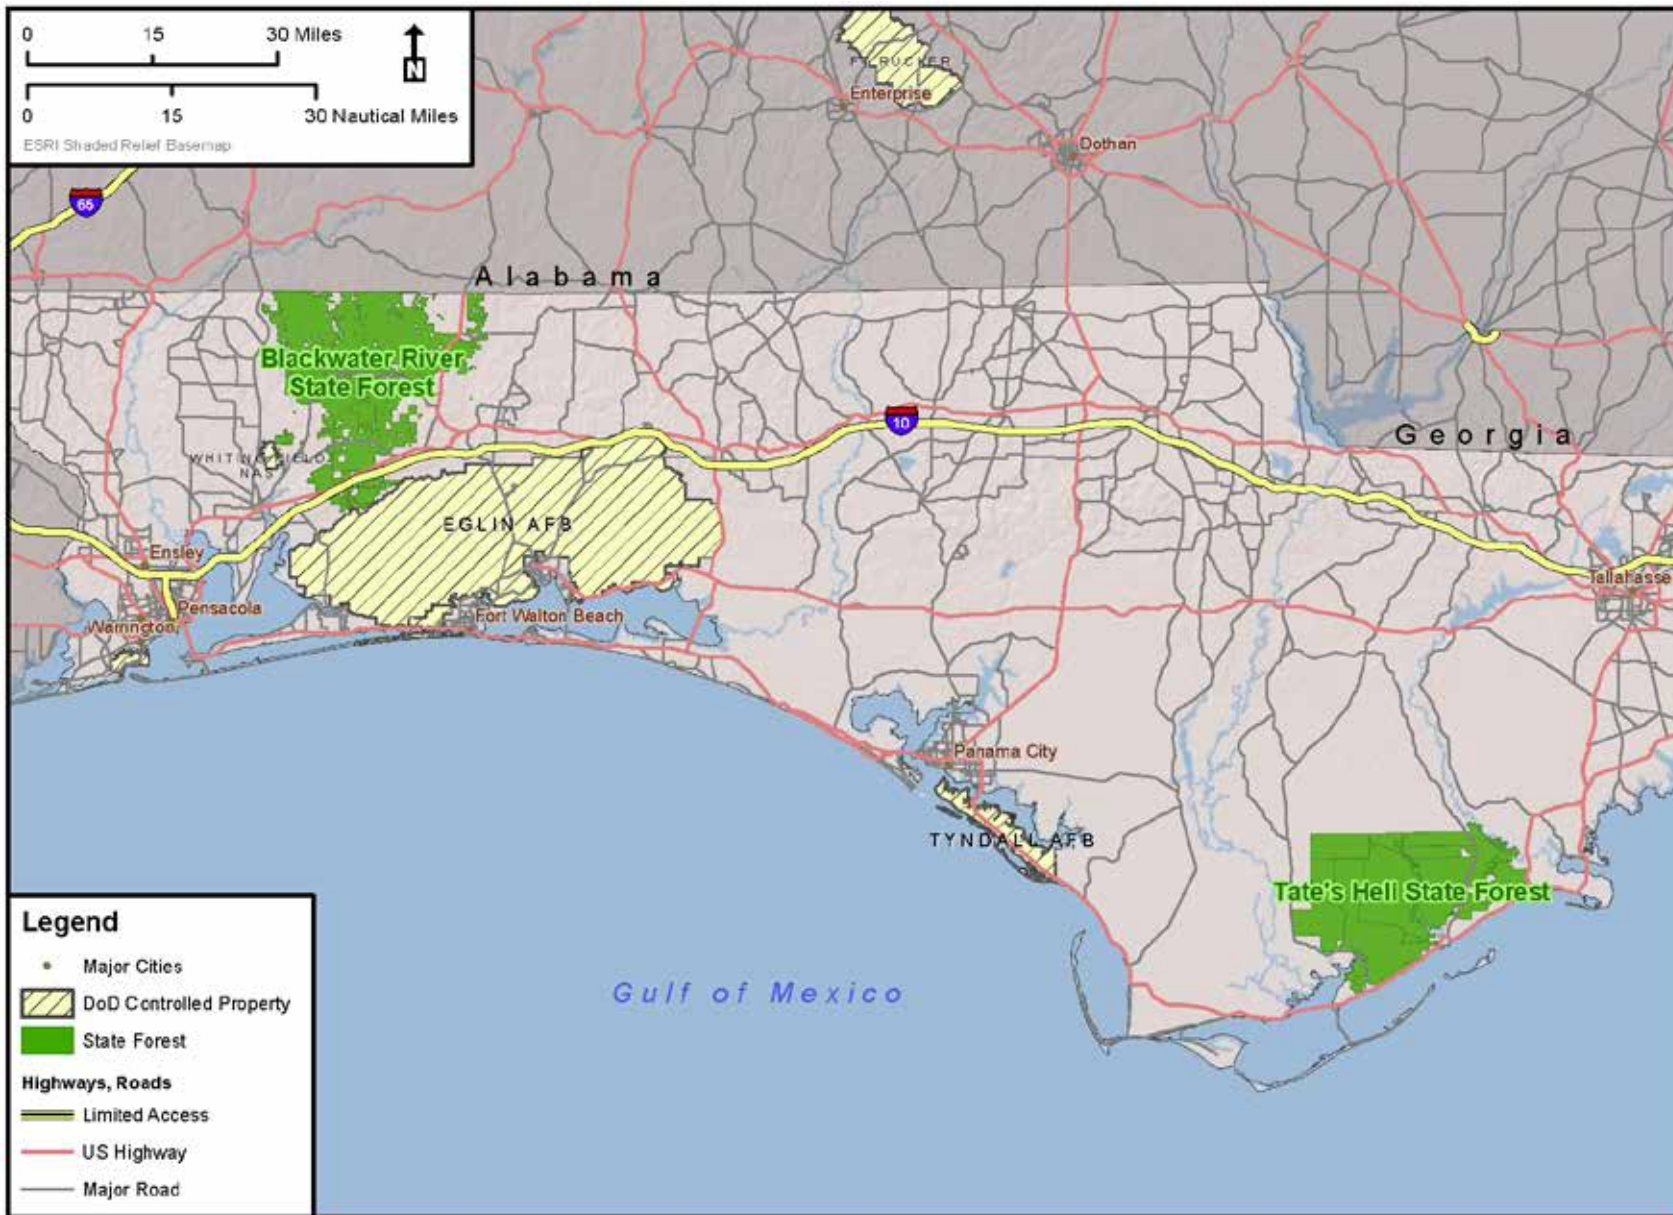 0 15 30 Miles
N
0 15 30 Nautical Miles
ESRI Shaded Relief Basemap
FT RUCKER
Enterprise
Dothan
65
Alabama
Blackwater River
State Forest
10
Georgia
WHITING FIELD
NAS
EGLIN AFB
Ensley
Tallahasse
Pensacola
Fort Walton Beach
Warrington
Panama City
TYNDALL AFB
Tate's Hell State Forest
Gulf of Mexico
Legend
Major Cities
DoD Controlled Property
State Forest
Highways, Roads
Limited Access
US Highway
Major Road